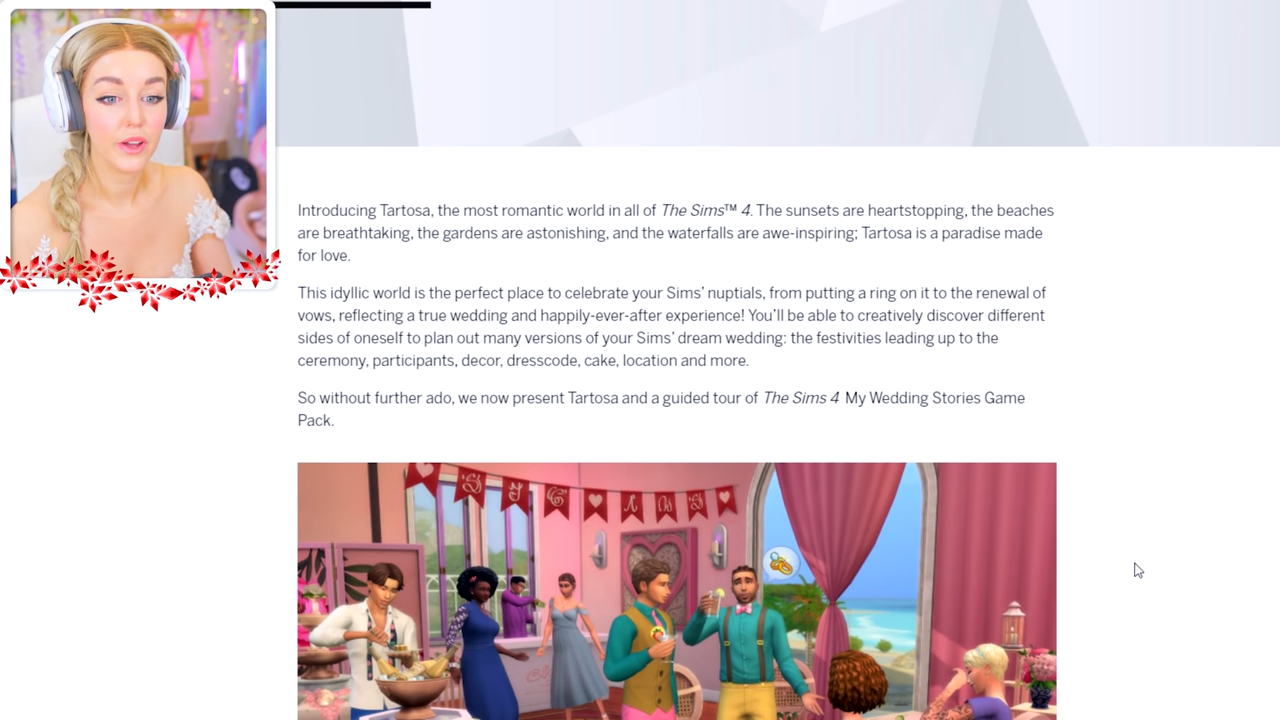 Introducing Tartosa, the most romantic world in all of The Sims™ 4. The sunsets are heartstopping, the beaches
are breathtaking, the gardens are astonishing, and the waterfalls are awe-inspiring; Tartosa is a paradise made
for love.
This idyllic world is the perfect place to celebrate your Sims’ nuptials, from putting a ring on it to the renewal of
vows, reflecting a true wedding and happily-ever-after experience! You’ll be able to creatively discover different
sides of oneself to plan out many versions of your Sims’ dream wedding: the festivities leading up to the
ceremony, participants, decor, dresscode, cake, location and more.
So without further ado, we now present Tartosa and a guided tour of The Sims 4 My Wedding Stories Game
Pack.